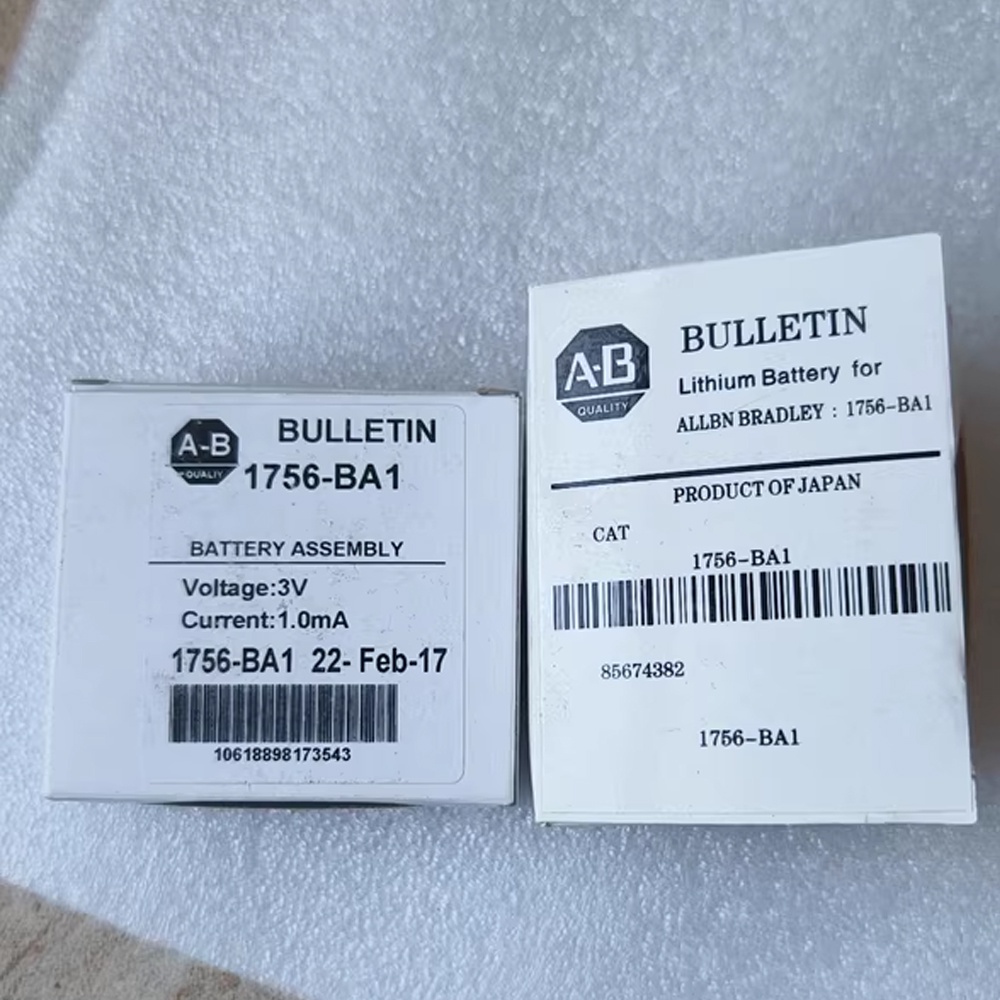 A-B
QUALIY
BULLETIN
1756-BA1
BATTERY ASSEMBLY
Voltage:3V
Current:1.0mA
1756-BA1 22- Feb-17
10618898173543
A-B
QUALITY
BULLETIN
Lithium Battery for
ALLBN BRADLEY : 1756-BA1
PRODUCT OF JAPAN
CAT
1756-BA1
85674382
1756-BA1